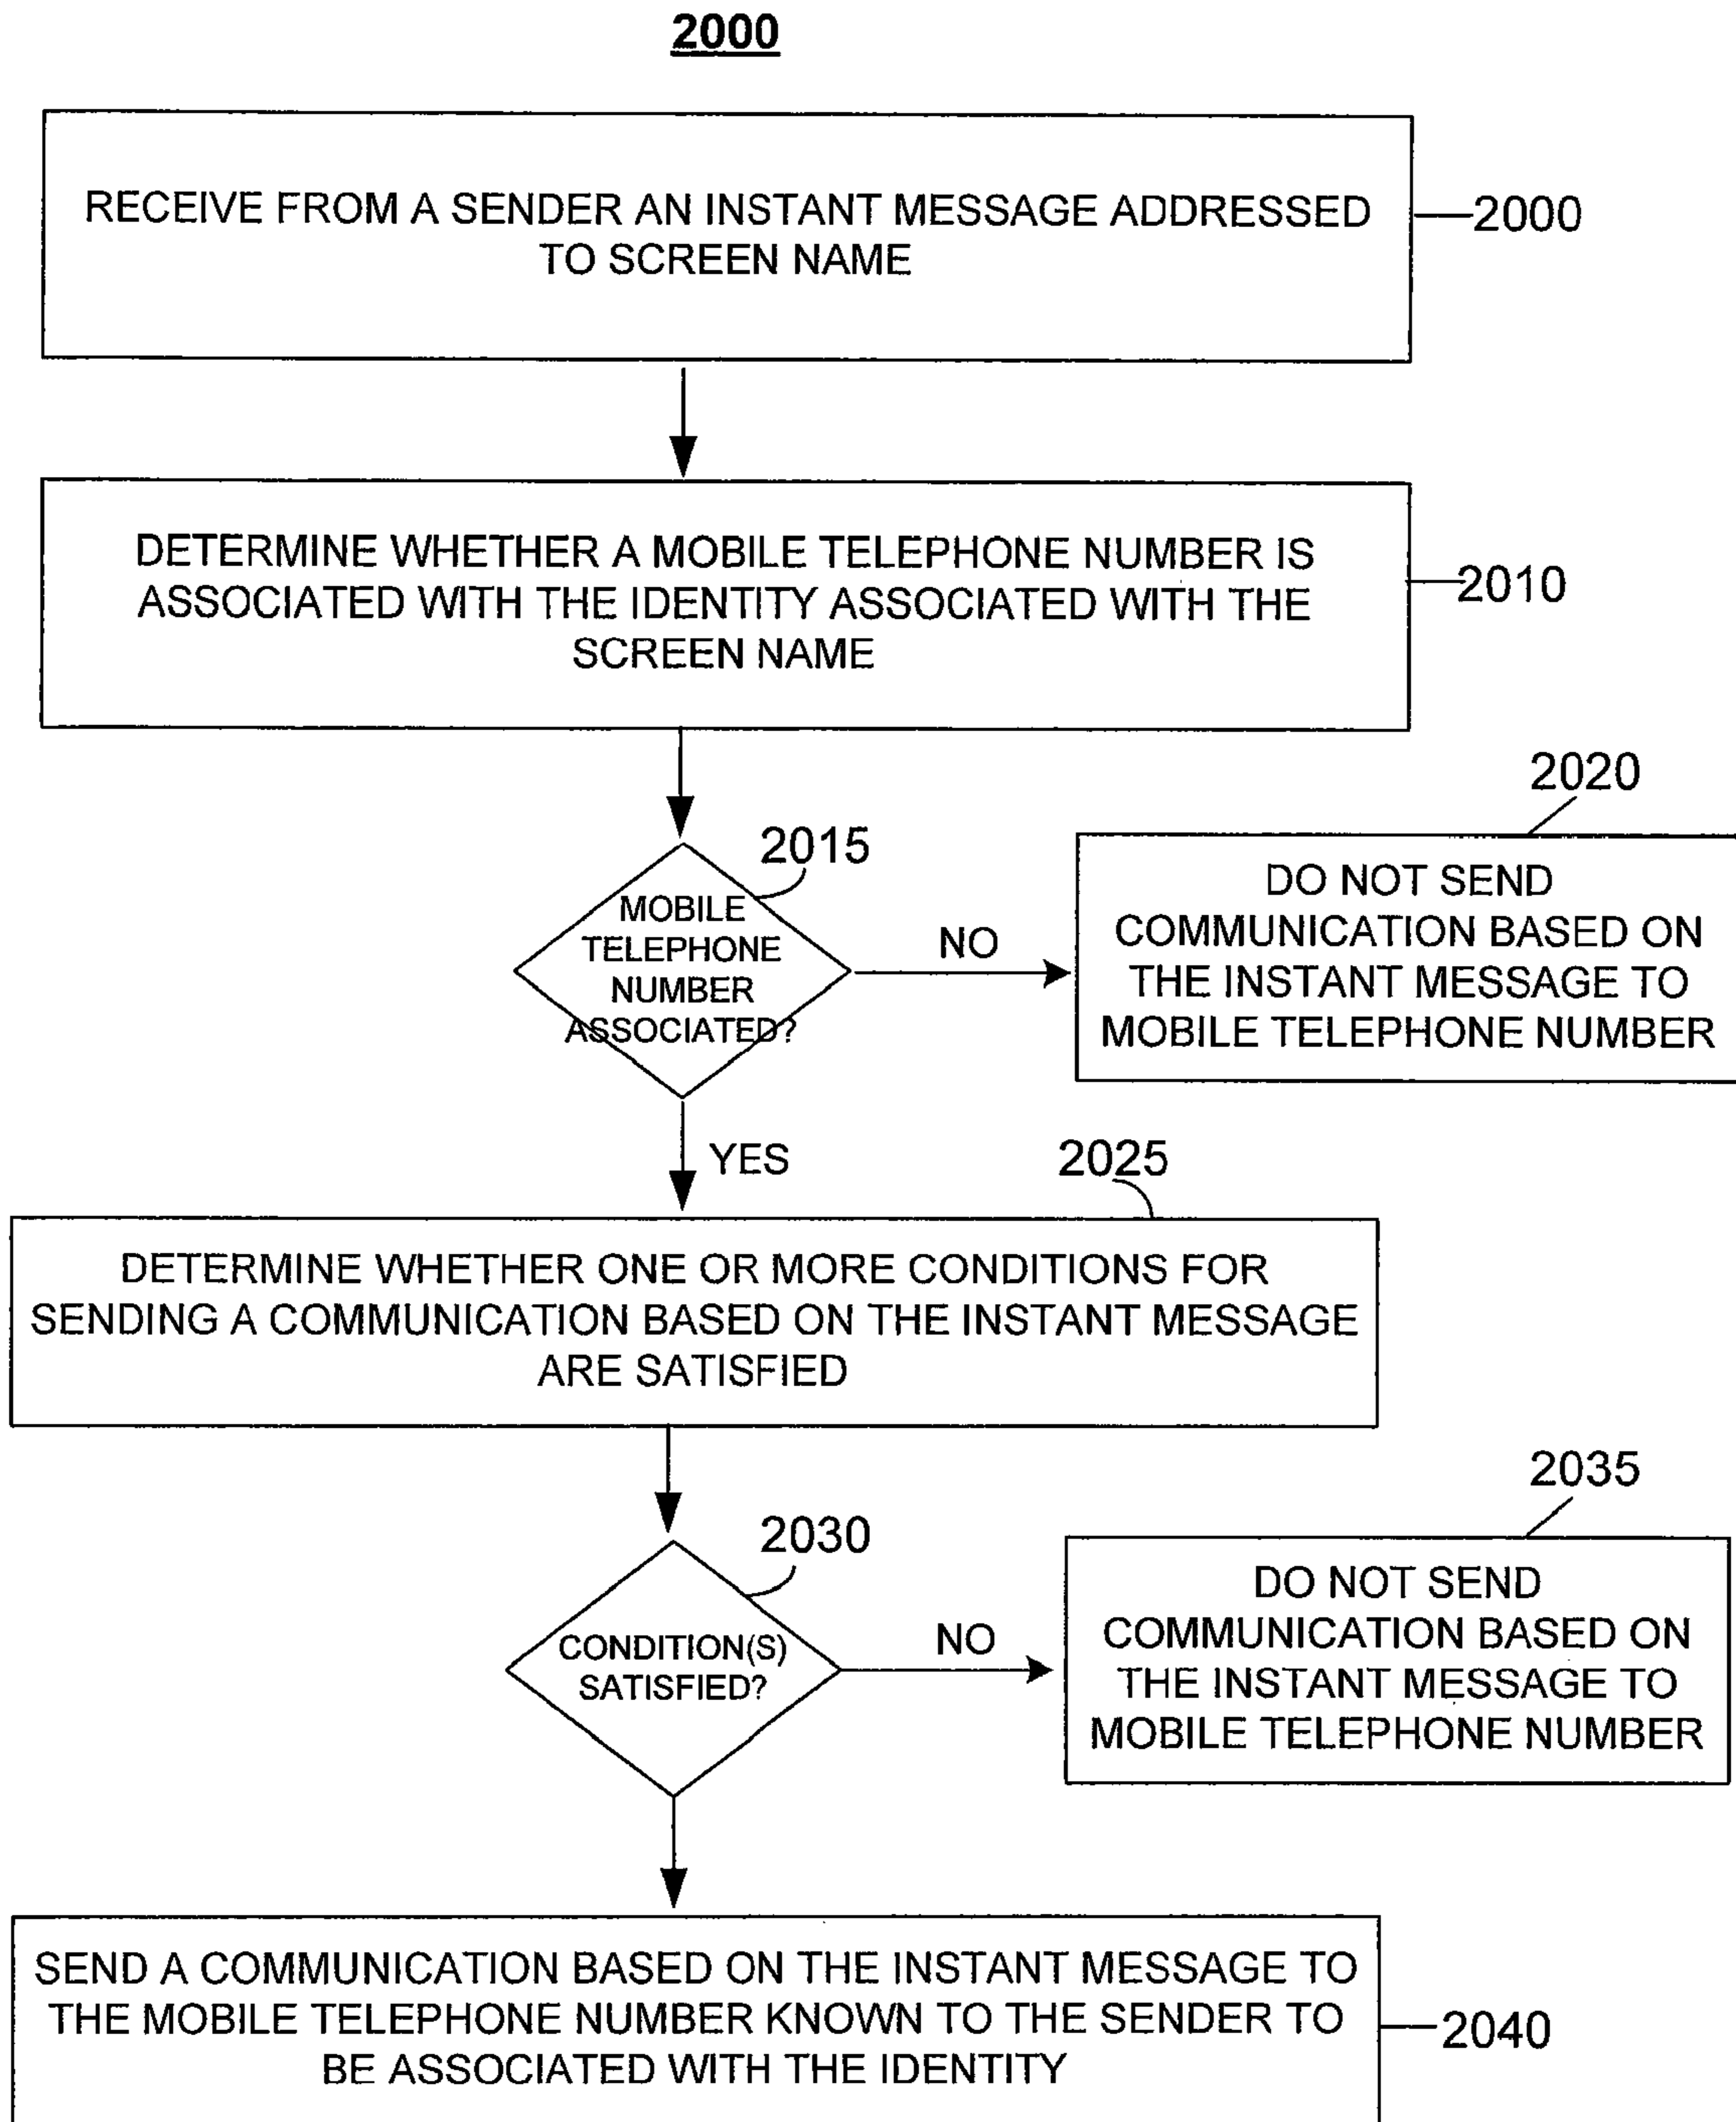 2000
RECEIVE FROM A SENDER AN INSTANT MESSAGE ADDRESSED
TO SCREEN NAME
2000
DETERMINE WHETHER A MOBILE TELEPHONE NUMBER IS
ASSOCIATED WITH THE IDENTITY ASSOCIATED WITH THE
SCREEN NAME
2010
2015
MOBILE
TELEPHONE
NUMBER
ASSOCIATED?
NO
2020
DO NOT SEND
COMMUNICATION BASED ON
THE INSTANT MESSAGE TO
MOBILE TELEPHONE NUMBER
YES
2025
DETERMINE WHETHER ONE OR MORE CONDITIONS FOR
SENDING A COMMUNICATION BASED ON THE INSTANT MESSAGE
ARE SATISFIED
2030
CONDITION(S)
SATISFIED?
NO
2035
DO NOT SEND
COMMUNICATION BASED ON
THE INSTANT MESSAGE TO
MOBILE TELEPHONE NUMBER
SEND A COMMUNICATION BASED ON THE INSTANT MESSAGE TO
THE MOBILE TELEPHONE NUMBER KNOWN TO THE SENDER TO
BE ASSOCIATED WITH THE IDENTITY
2040